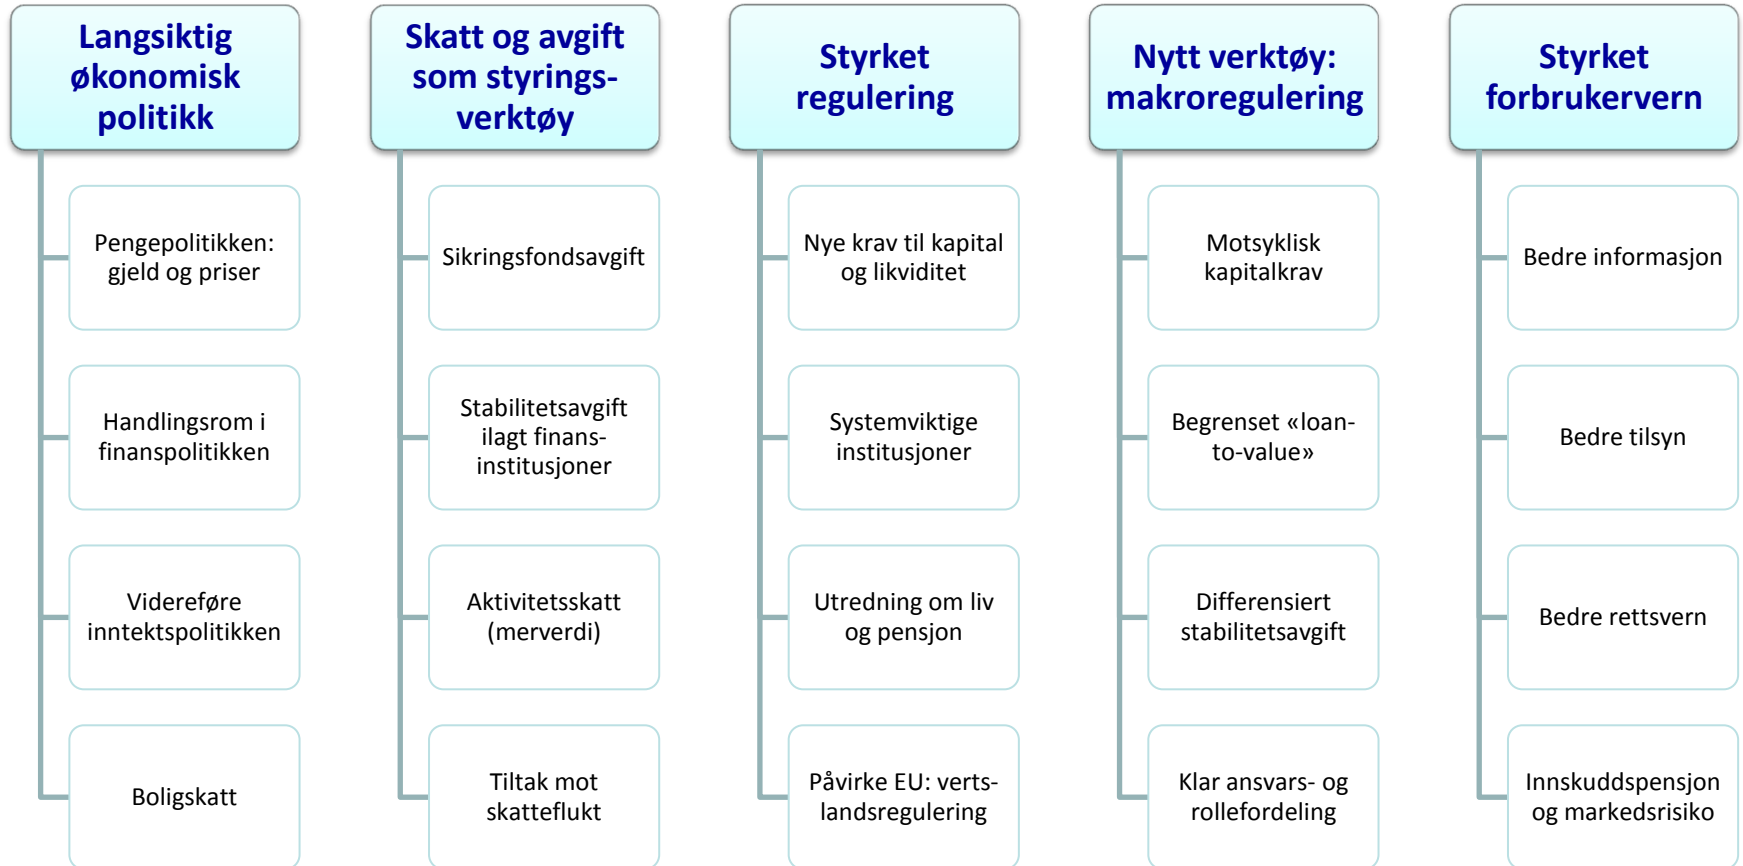 Langsiktig
økonomisk
politikk
Pengepolitikken:
gjeld og priser
Handlingsrom i
finanspolitikken
Videreføre
inntektspolitikken
Boligskatt
Skatt og avgift
som styrings-
verktøy
Sikringsfondsavgift
Stabilitetsavgift
ilagt finans-
institusjoner
Aktivitetsskatt
(merverdi)
Tiltak mot
skatteflukt
Styrket
regulering
Nye krav til kapital
og likviditet
Systemviktige
institusjoner
Utredning om liv
og pensjon
Påvirke EU: verts-
landsregulering
Nytt verktøy:
makroregulering
Motsyklisk
kapitalkrav
Begrenset «loan-
to-value»
Differensiert
stabilitetsavgift
Klar ansvars- og
rollefordeling
Styrket
forbrukervern
Bedre informasjon
Bedre tilsyn
Bedre rettsvern
Innskuddspensjon
og markedsrisiko